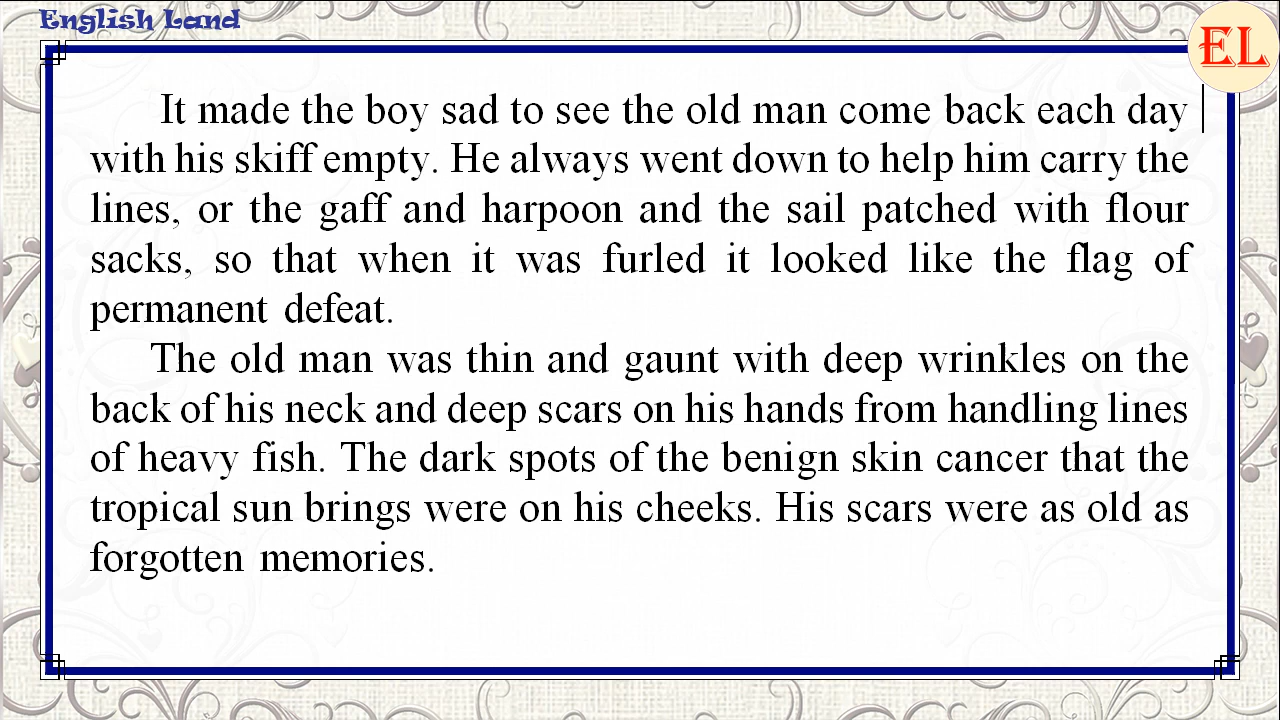 English Land
EL
It made the boy sad to see the old man come back each day
with his skiff empty. He always went down to help him carry the
lines, or the gaff and harpoon and the sail patched with flour
sacks, so that when it was furled it looked like the flag of
permanent defeat.
The old man was thin and gaunt with deep wrinkles on the
back of his neck and deep scars on his hands from handling lines
of heavy fish. The dark spots of the benign skin cancer that the
tropical sun brings were on his cheeks. His scars were as old as
forgotten memories.